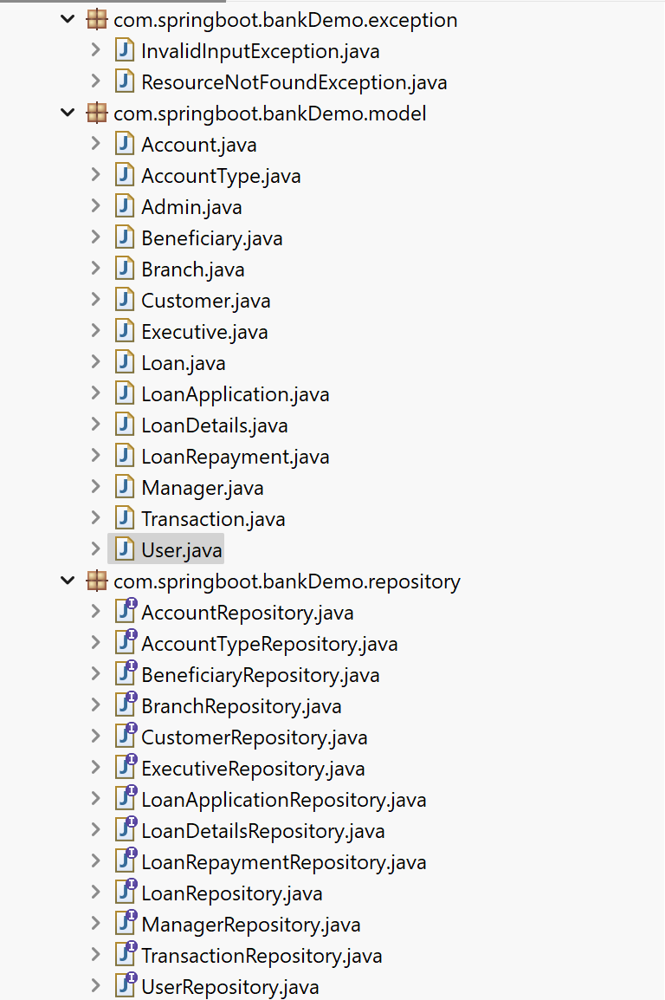 com.springboot.bankDemo.exception
InvalidInputException.java
ResourceNotFoundException.java
com.springboot.bankDemo.model
Account.java
AccountType.java
Admin.java
Beneficiary.java
Branch.java
Customer.java
Executive.java
Loan.java
LoanApplication.java
LoanDetails.java
LoanRepayment.java
Manager.java
Transaction.java
User.java
com.springboot.bankDemo.repository
AccountRepository.java
AccountTypeRepository.java
BeneficiaryRepository.java
BranchRepository.java
CustomerRepository.java
ExecutiveRepository.java
LoanApplicationRepository.java
LoanDetailsRepository.java
LoanRepaymentRepository.java
LoanRepository.java
ManagerRepository.java
TransactionRepository.java
UserRepository.java